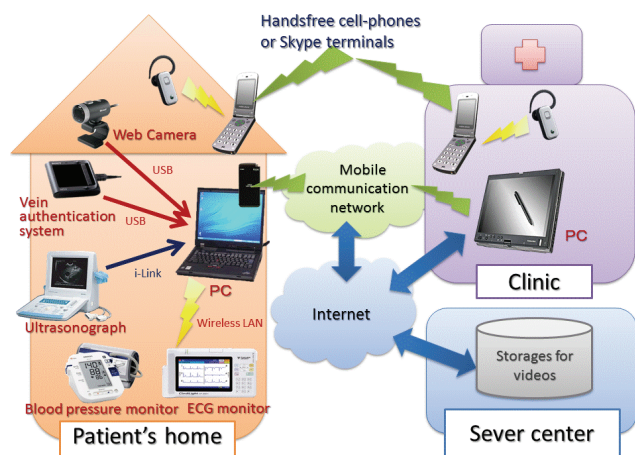 Handsfree cell-phones
or Skype terminals
Web Camera
USB
Vein
authentication
system
USB
Mobile
communication
network
PC
i-Link
PC
Clinic
Ultrasonograph
Wireless LAN
Internet
Storages for
videos
Blood pressure monitor
ECG monitor
Patient's home
Sever center